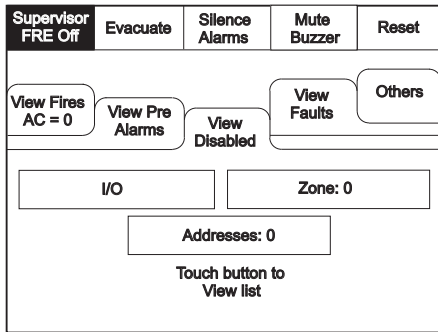 Supervisor
FRE Off
Evacuate
Silence
Alarms
Mute
Buzzer
Reset
View Fires
AC = 0
View Pre
Alarms
View
Disabled
View
Faults
Others
I/O
Zone: 0
Addresses: 0
Touch button to
View list